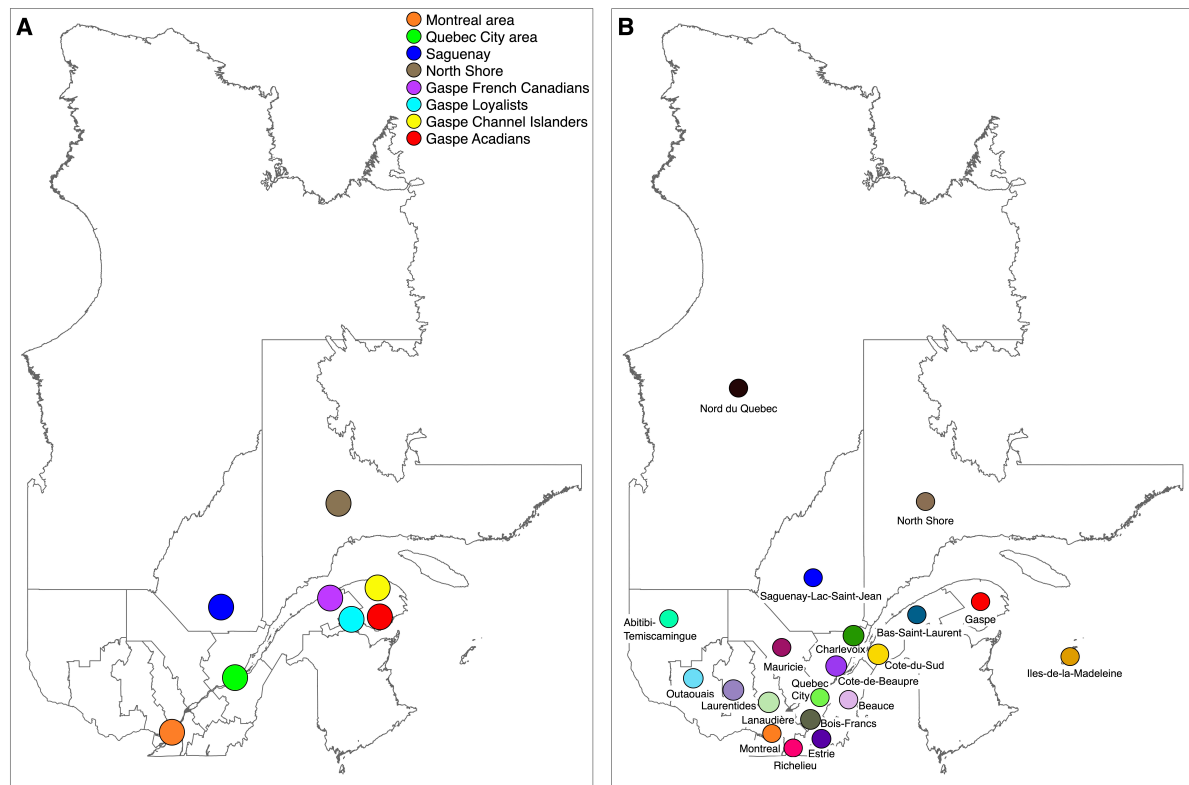 A
Montreal area
Quebec City area
Saguenay
North Shore
Gaspe French Canadians
Gaspe Loyalists
Gaspe Channel Islanders
Gaspe Acadians
B
Nord du Quebec
North Shore
Saguenay-Lac-Saint-Jean
Abitibi-
Temiscamingue
Gaspe
Bas-Saint-Laurent
Charlevoix
Cote-du-Sud
Mauricie
Iles-de-la-Madeleine
Cote-de-Beaupre
Quebec
City
Outaouais
Laurentides
Beauce
Lanaudière
Bois-Francs
Montreal
Estrie
Richelieu